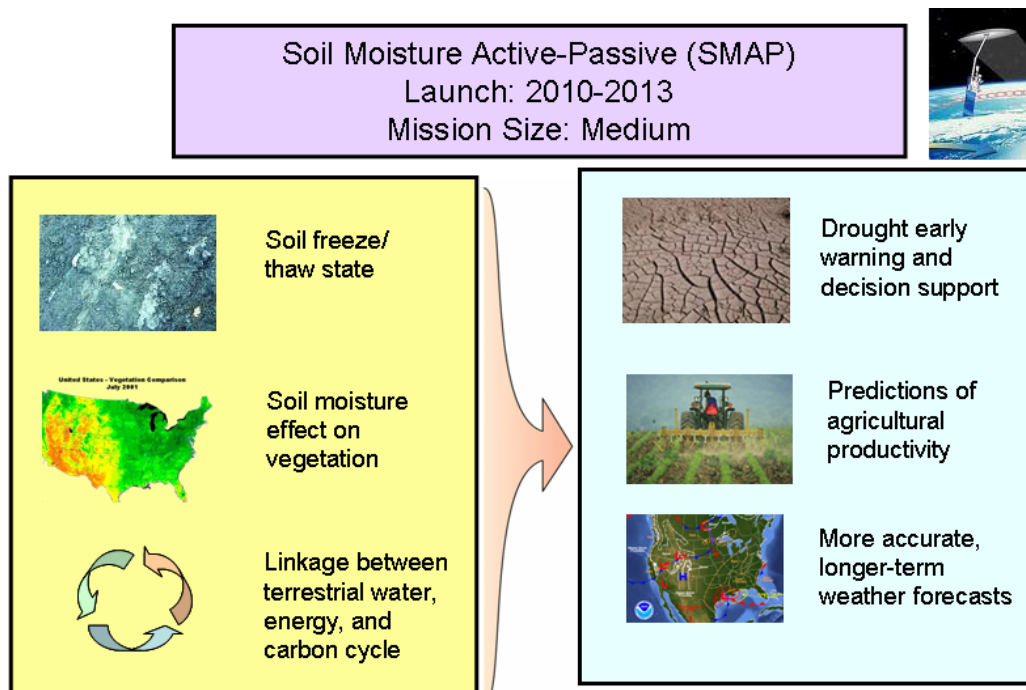 Soil Moisture Active-Passive (SMAP)
Launch: 2010-2013
Mission Size: Medium
Soil freeze/
thaw state
United States - Vegetation Comparison
July 2001
Soil moisture
effect on
vegetation
Linkage between
terrestrial water,
energy, and
carbon cycle
Drought early
warning and
decision support
Predictions of
agricultural
productivity
More accurate,
longer-term
weather forecasts
H